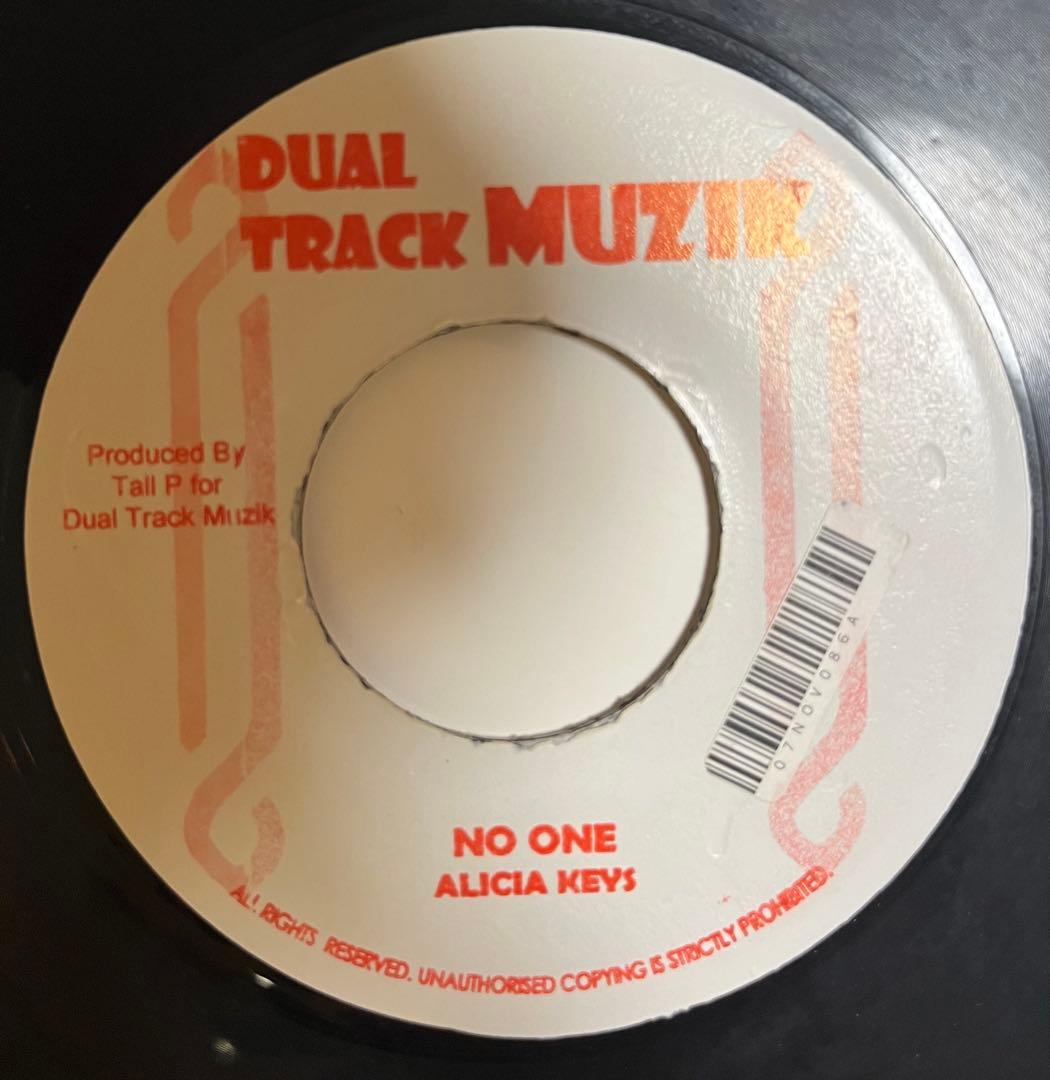 DUAL
TRACK MUZIK
Produced By
Tall P for
Dual Track Muzik
07NOV086A
NO ONE
ALICIA KEYS
ALL RIGHTS RESERVED. UNAUTHORISED COPYING IS STRICTLY PROHIBITED.